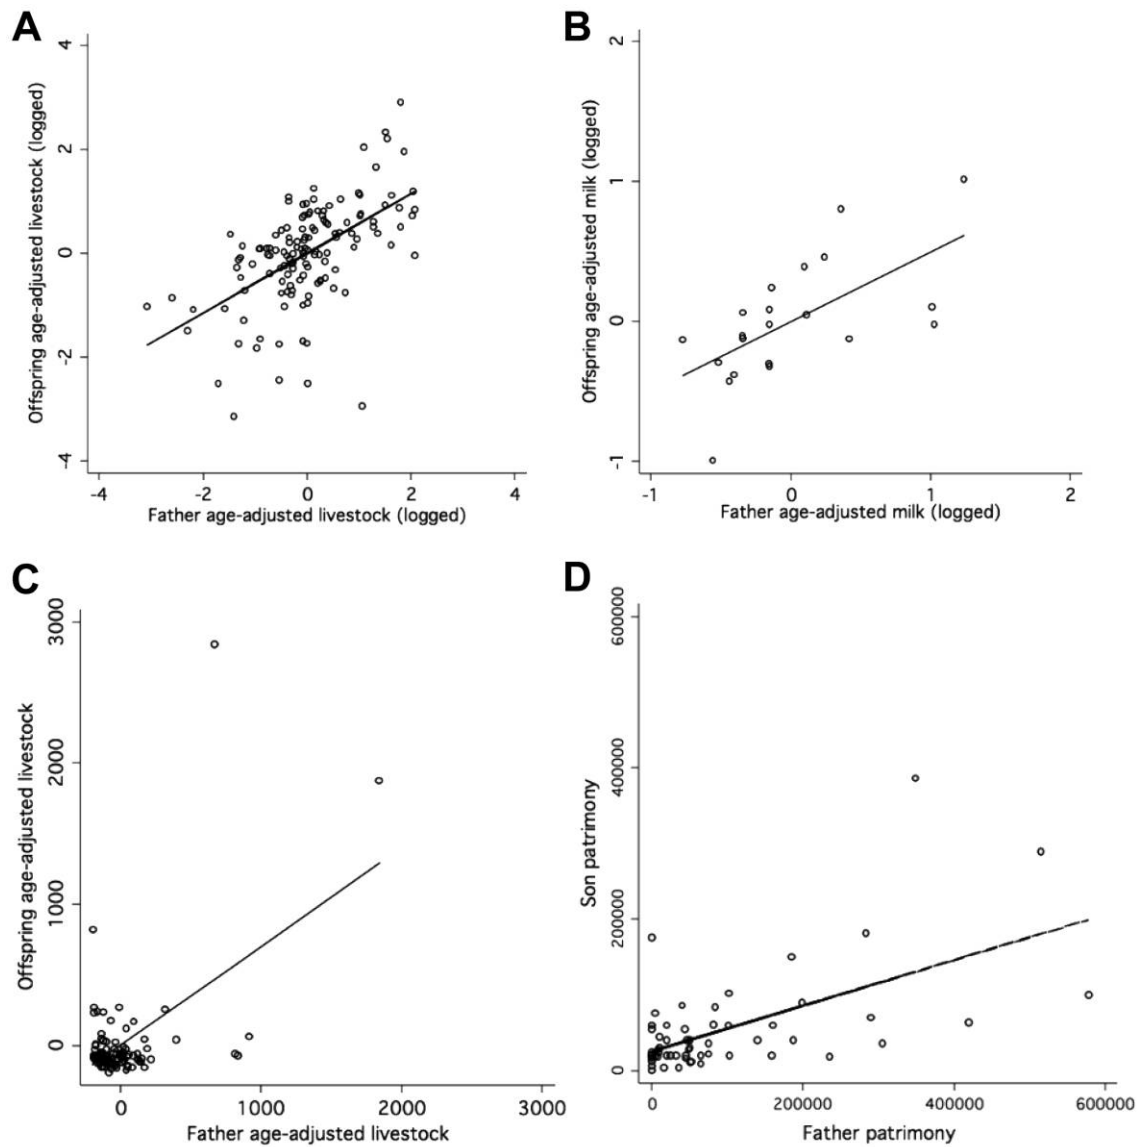 A
4
2
0
-2
-4
Offspring age-adjusted livestock (logged)
-4 -2 0 2 4
Father age-adjusted livestock (logged)
B
2
1
0
-1
Offspring age-adjusted milk (logged)
-1 0 1 2
Father age-adjusted milk (logged)
C
3000
2000
1000
0
Offspring age-adjusted livestock
0 1000 2000 3000
Father age-adjusted livestock
D
600000
400000
200000
0
Son patrimony
0 200000 400000 600000
Father patrimony